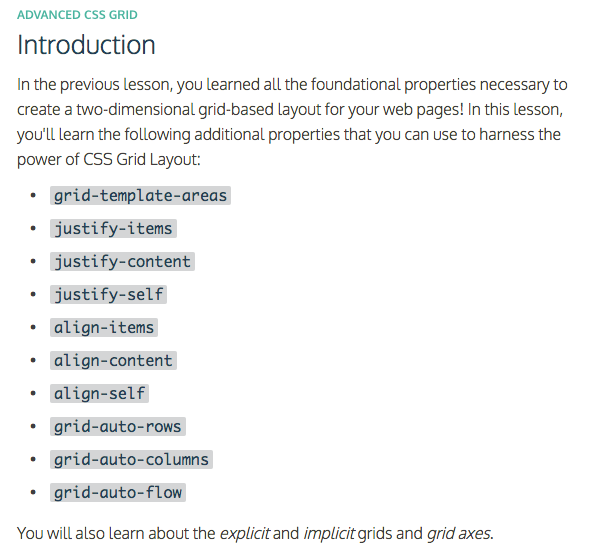 ADVANCED CSS GRID
Introduction
In the previous lesson, you learned all the foundational properties necessary to
create a two-dimensional grid-based layout for your web pages! In this lesson,
you'll learn the following additional properties that you can use to harness the
power of CSS Grid Layout:
• grid-template-areas
• justify-items
• justify-content
• justify-self
• align-items
• align-content
• align-self
• grid-auto-rows
• grid-auto-columns
• grid-auto-flow
You will also learn about the explicit and implicit grids and grid axes.